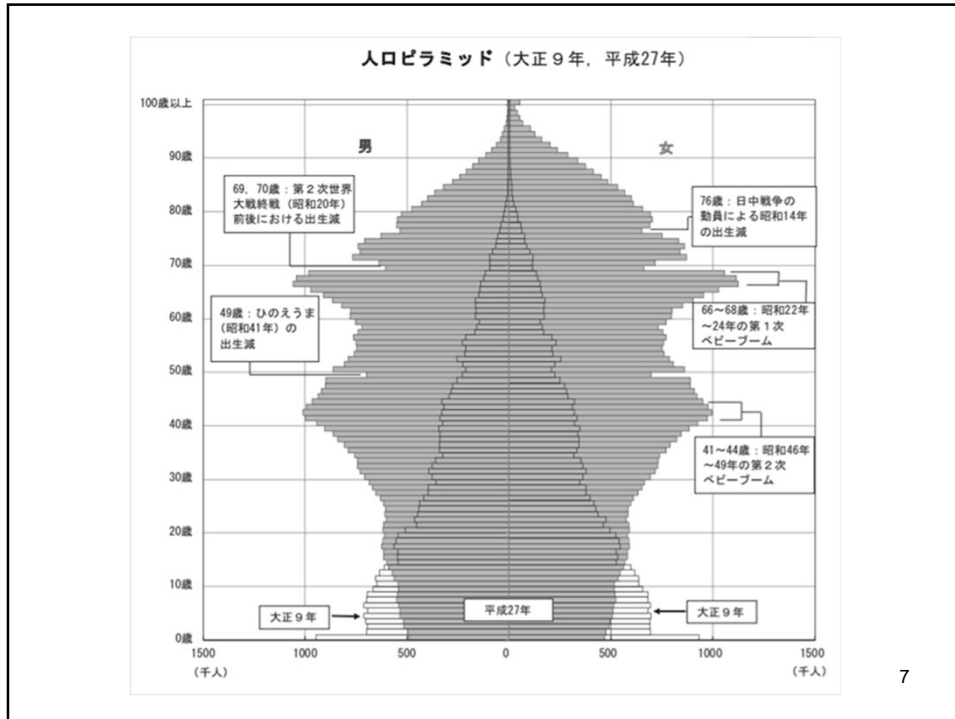 人口ピラミッド（大正９年，平成27年）
100歳以上
90歳
80歳
70歳
60歳
50歳
40歳
30歳
20歳
10歳
0歳
男
女
69，70歳：第２次世界
大戦終戦（昭和20年）
前後における出生減
49歳：ひのえうま
（昭和41年）の
出生減
76歳：日中戦争の
動員による昭和14年
の出生減
66～68歳：昭和22年
～24年の第１次
ベビーブーム
41～44歳：昭和46年
～49年の第２次
ベビーブーム
大正９年
平成27年
大正９年
1500
1000
500
0
500
1000
1500
（千人）
（千人）
7